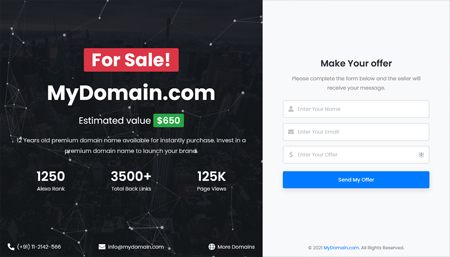 For Sale!
MyDomain.com
Estimated value $650
12 Years old premium domain name available for instantly purchase. Invest in a
premium domain name to launch your brand.
1250 3500+ 125K
Alexa Rank Total Back Links Page Views
(+91) 11-2142-566 info@mydomain.com More Domains
Make Your offer
Please complete the form below and the seller will
receive your message.
Enter Your Name
Enter Your Email
$ Enter Your Offer
Send My Offer
© 2021 MyDomain.com. All Rights Reserved.